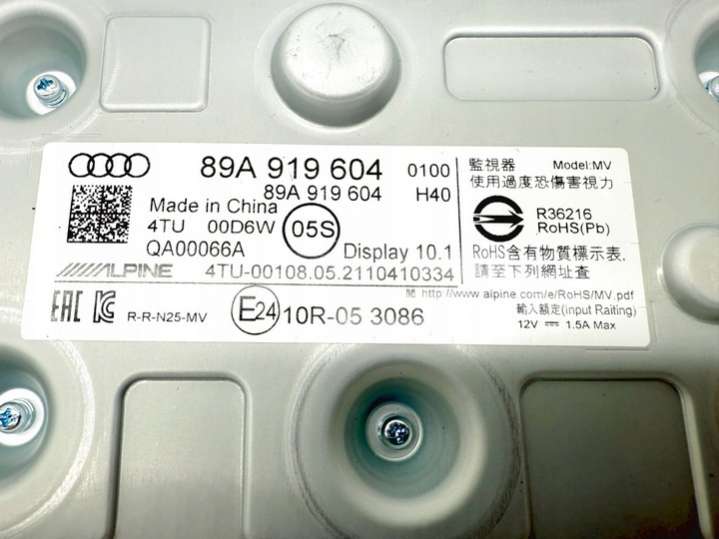 89A 919 604 0100
89A 919 604 H40
Made in China
4TU 00D6W 05S
QA00066A Display 10.1
ALPINE 4TU-00108.05.2110410334
EAC KC R-R-N25-MV E24 10R-05 3086
監視器 Model:MV
使用過度恐傷害視力
R36216
RoHS(Pb)
RoHS含有物質標示表,
請至下列網址查
閱 http://www.alpine.com/e/RoHS/MV.pdf
輸入額定(input Raiting)
12V ⎓ 1.5A Max